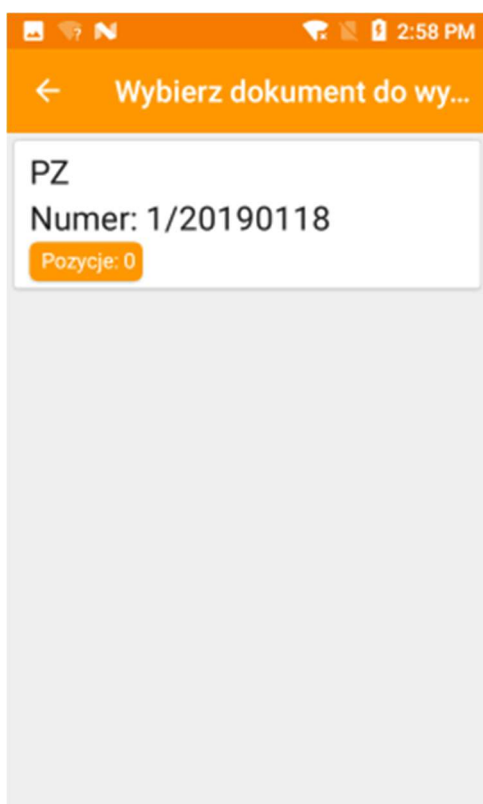 2:58 PM
Wybierz dokument do wy...
PZ
Numer: 1/20190118
Pozycje: 0